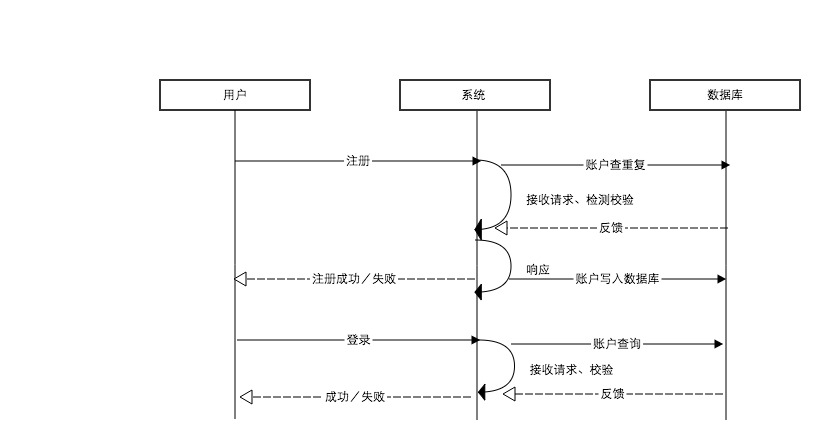 用户
系统
数据库
注册
账户查重复
接收请求、检测校验
反馈
响应
注册成功／失败
账户写入数据库
登录
账户查询
接收请求、校验
成功／失败
反馈